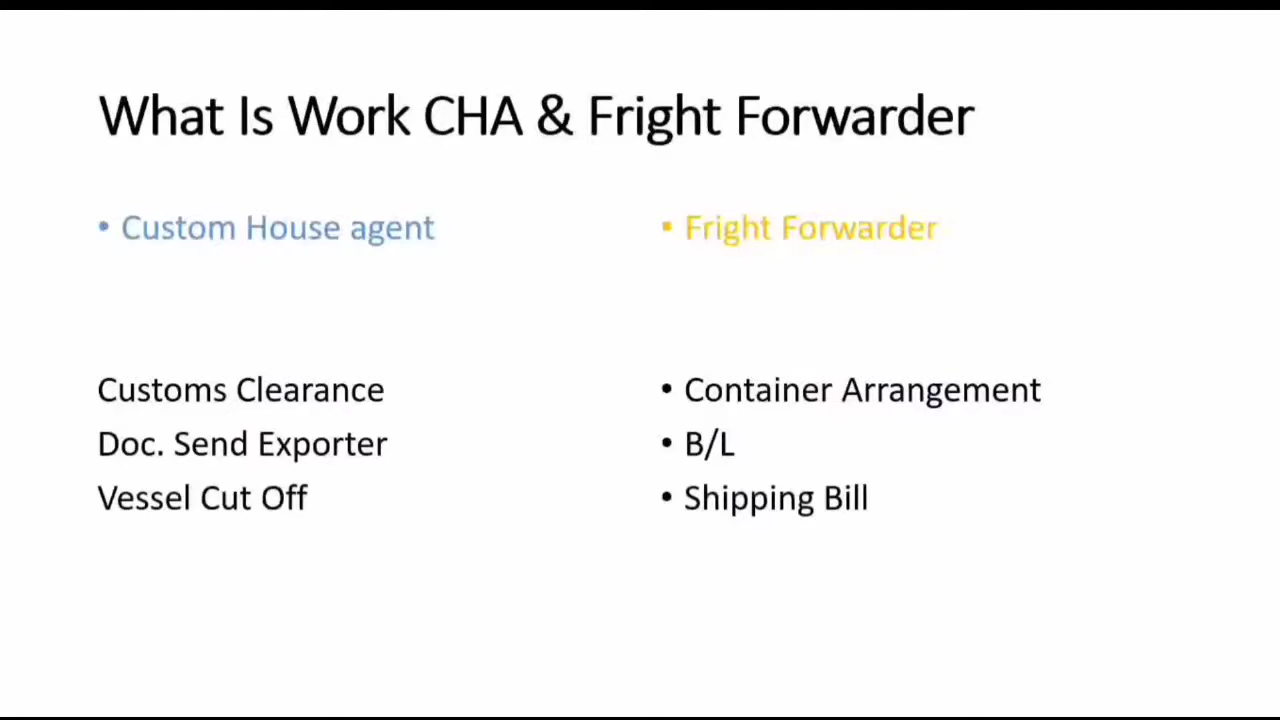 What Is Work CHA & Fright Forwarder
• Custom House agent
Customs Clearance
Doc. Send Exporter
Vessel Cut Off
▪ Fright Forwarder
• Container Arrangement
• B/L
• Shipping Bill